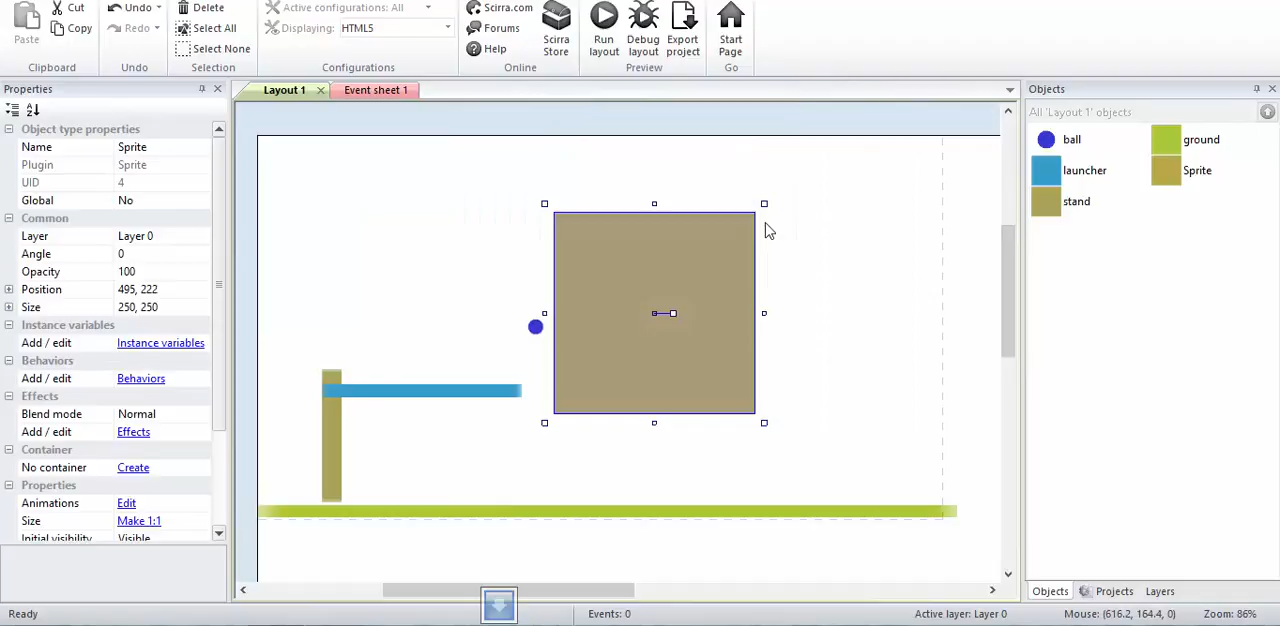 Paste
Cut
Copy
Clipboard
Undo
Redo
Undo
Delete
Select All
Select None
Selection
Active configurations: All
Displaying: HTML5
Configurations
Scirra.com
Forums
Help
Online
Scirra
Store
Run
layout
Debug
layout
Export
project
Preview
Start
Page
Go
Properties
Object type properties
Name Sprite
Plugin Sprite
UID 4
Global No
Common
Layer Layer 0
Angle 0
Opacity 100
Position 495, 222
Size 250, 250
Instance variables
Add / edit Instance variables
Behaviors
Add / edit Behaviors
Effects
Blend mode Normal
Add / edit Effects
Container
No container Create
Properties
Animations Edit
Size Make 1:1
Initial visibility Visible
Layout 1
Event sheet 1
Objects
All 'Layout 1' objects
ball
ground
launcher
Sprite
stand
Objects
Projects
Layers
Ready
Events: 0
Active layer: Layer 0
Mouse: (616.2, 164.4, 0)
Zoom: 86%